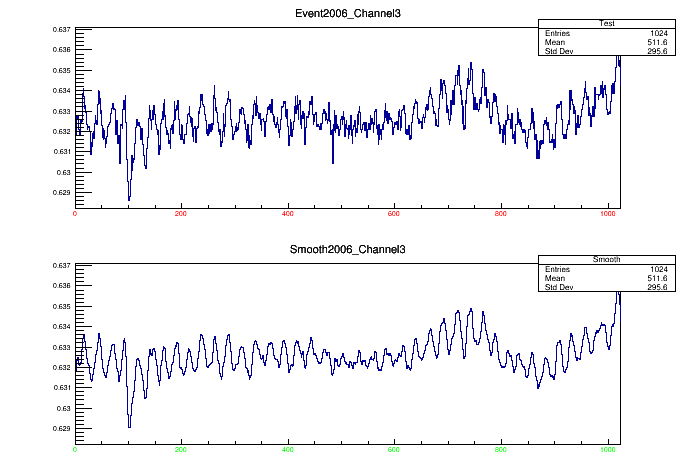 Event2006_Channel3
Test
Entries 1024
Mean 511.6
Std Dev 295.6
0.637
0.636
0.635
0.634
0.633
0.632
0.631
0.63
0.629
0 200 400 600 800 1000
Smooth2006_Channel3
Smooth
Entries 1024
Mean 511.6
Std Dev 295.6
0.637
0.636
0.635
0.634
0.633
0.632
0.631
0.63
0.629
0 200 400 600 800 1000